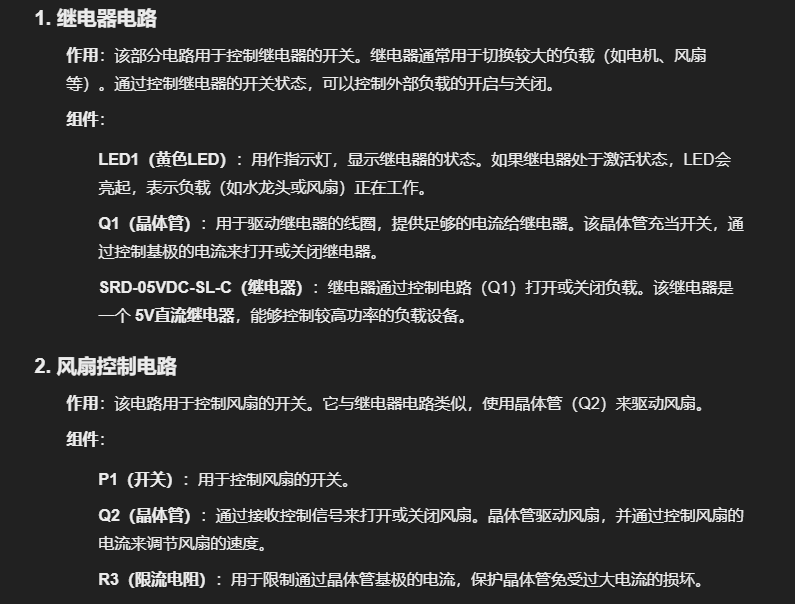 1. 继电器电路
作用：该部分电路用于控制继电器的开关。继电器通常用于切换较大的负载（如电机、风扇
等）。通过控制继电器的开关状态，可以控制外部负载的开启与关闭。
组件：
LED1（黄色LED）：用作指示灯，显示继电器的状态。如果继电器处于激活状态，LED会
亮起，表示负载（如水龙头或风扇）正在工作。
Q1（晶体管）：用于驱动继电器的线圈，提供足够的电流给继电器。该晶体管充当开关，通
过控制基极的电流来打开或关闭继电器。
SRD-05VDC-SL-C（继电器）：继电器通过控制电路（Q1）打开或关闭负载。该继电器是
一个 5V直流继电器，能够控制较高功率的负载设备。
2. 风扇控制电路
作用：该电路用于控制风扇的开关。它与继电器电路类似，使用晶体管（Q2）来驱动风扇。
组件：
P1（开关）：用于控制风扇的开关。
Q2（晶体管）：通过接收控制信号来打开或关闭风扇。晶体管驱动风扇，并通过控制风扇的
电流来调节风扇的速度。
R3（限流电阻）：用于限制通过晶体管基极的电流，保护晶体管免受过大电流的损坏。